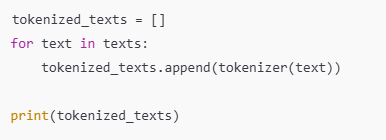 tokenized_texts = []
for text in texts:
    tokenized_texts.append(tokenizer(text))
print(tokenized_texts)